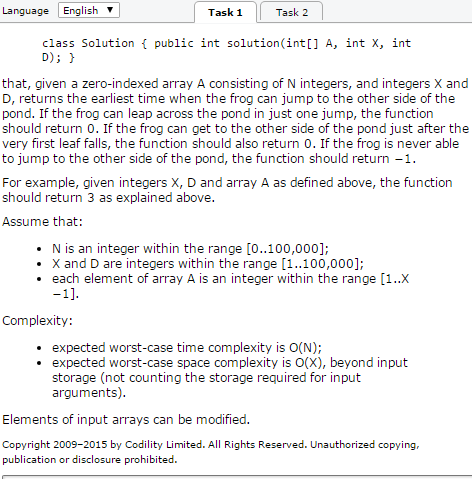 Language English ▼ Task 1 Task 2
class Solution { public int solution(int[] A, int X, int
D); }
that, given a zero-indexed array A consisting of N integers, and integers X and
D, returns the earliest time when the frog can jump to the other side of the
pond. If the frog can leap across the pond in just one jump, the function
should return 0. If the frog can get to the other side of the pond just after the
very first leaf falls, the function should also return 0. If the frog is never able
to jump to the other side of the pond, the function should return −1.
For example, given integers X, D and array A as defined above, the function
should return 3 as explained above.
Assume that:
• N is an integer within the range [0..100,000];
• X and D are integers within the range [1..100,000];
• each element of array A is an integer within the range [1..X
−1].
Complexity:
• expected worst-case time complexity is O(N);
• expected worst-case space complexity is O(X), beyond input
storage (not counting the storage required for input
arguments).
Elements of input arrays can be modified.
Copyright 2009–2015 by Codility Limited. All Rights Reserved. Unauthorized copying,
publication or disclosure prohibited.